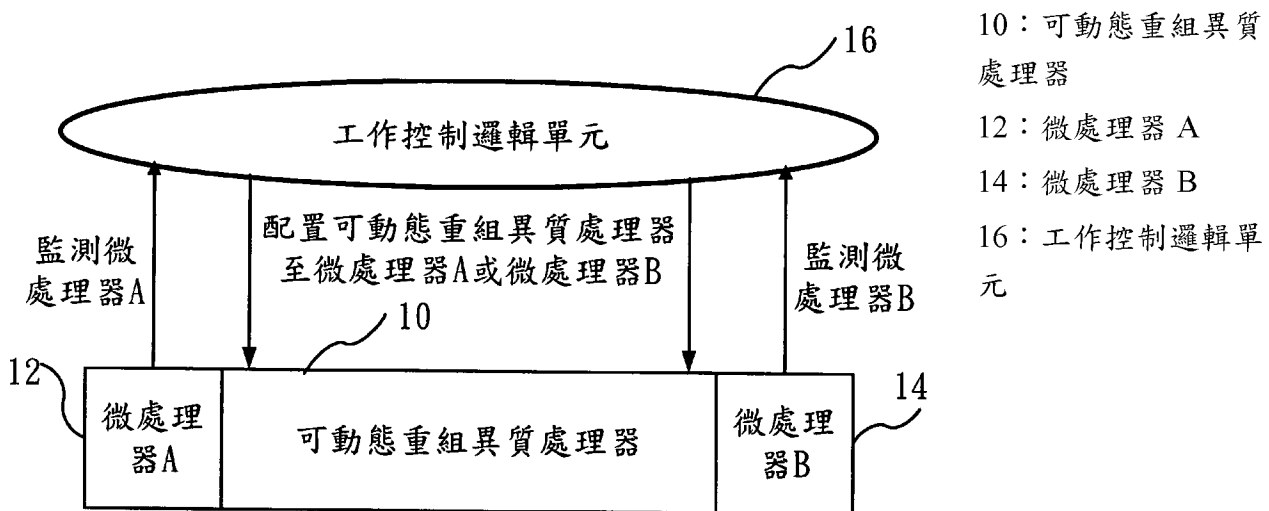 16
工作控制邏輯單元
配置可動態重組異質處理器
至微處理器A或微處理器B
監測微
處理器A
監測微
處理器B
10
12
14
微處理
器A
可動態重組異質處理器
微處理
器B
10：可動態重組異質
處理器
12：微處理器 A
14：微處理器 B
16：工作控制邏輯單
元